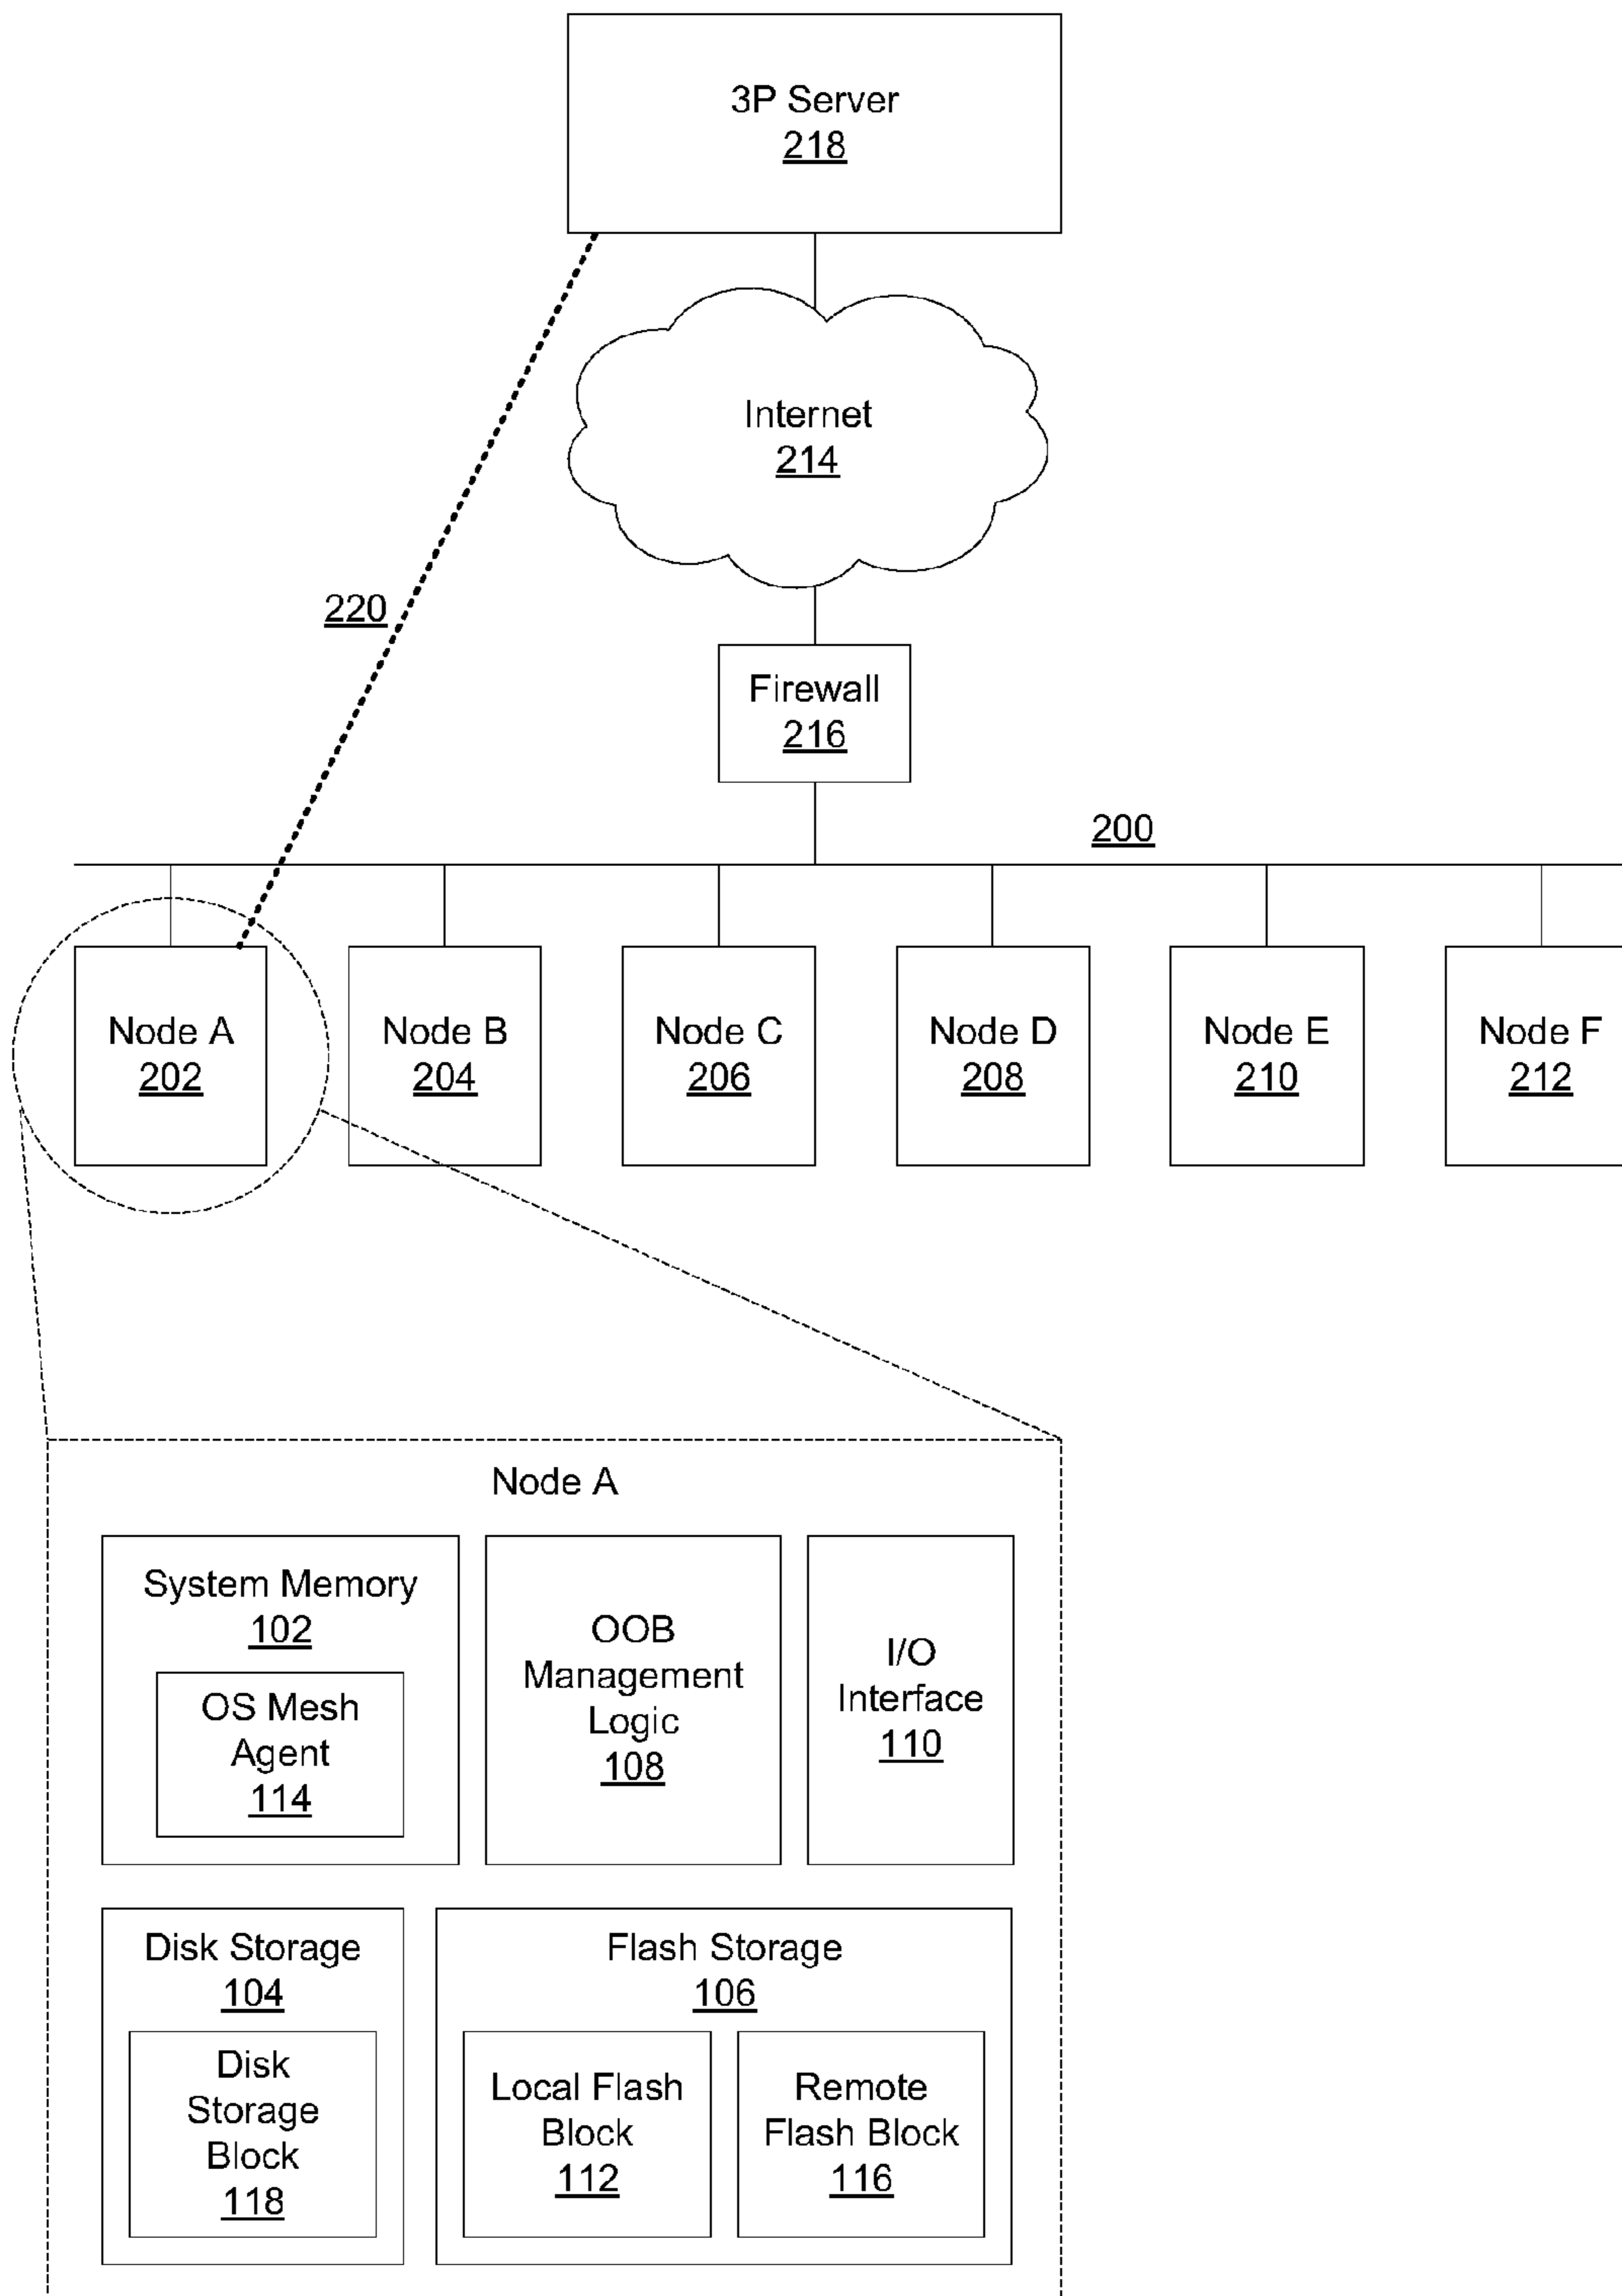 3P Server
218
Internet
214
220
Firewall
216
200
Node A
202
Node B
204
Node C
206
Node D
208
Node E
210
Node F
212
Node A
System Memory
102
OS Mesh
Agent
114
OOB
Management
Logic
108
I/O
Interface
110
Disk Storage
104
Disk
Storage
Block
118
Flash Storage
106
Local Flash
Block
112
Remote
Flash Block
116